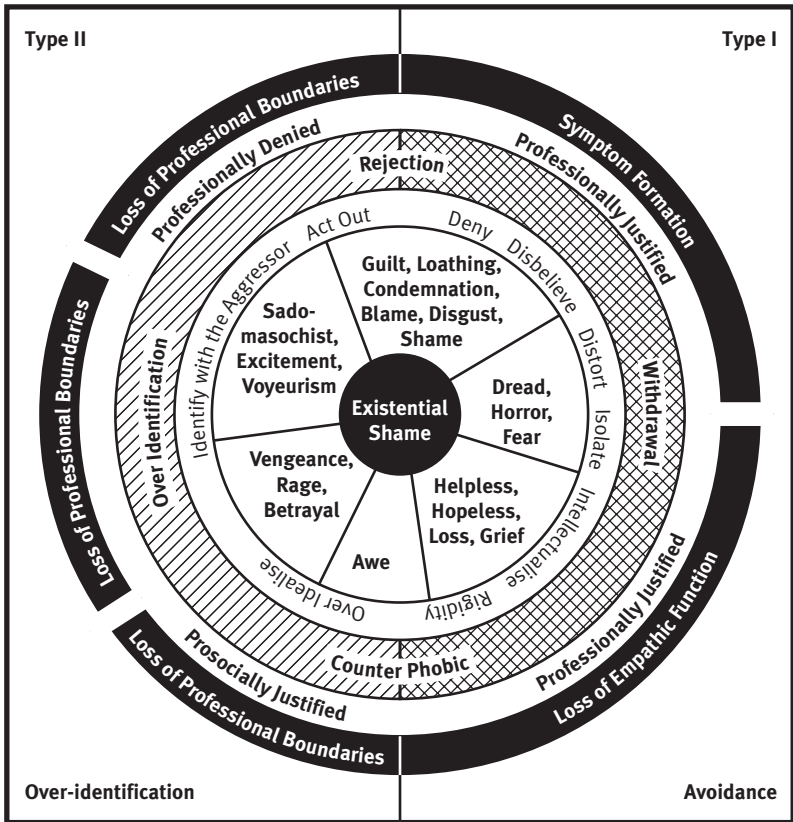 Type II
Type I
Loss of Professional Boundaries
Symptom Formation
Professionally Denied
Professionally Justified
Rejection
Act Out
Deny
Disbelieve
Identify with the Aggressor
Distort
Isolate
Guilt, Loathing,
Condemnation,
Blame, Disgust,
Shame
Sado-
masochist,
Excitement,
Voyeurism
Dread,
Horror,
Fear
Existential
Shame
Withdrawal
Over Identification
Loss of Professional Boundaries
Vengeance,
Rage,
Betrayal
Helpless,
Hopeless,
Loss, Grief
Awe
Intellectualise
Rigidity
Over Idealise
Counter Phobic
Prosocially Justified
Professionally Justified
Loss of Professional Boundaries
Loss of Empathic Function
Over-identification
Avoidance